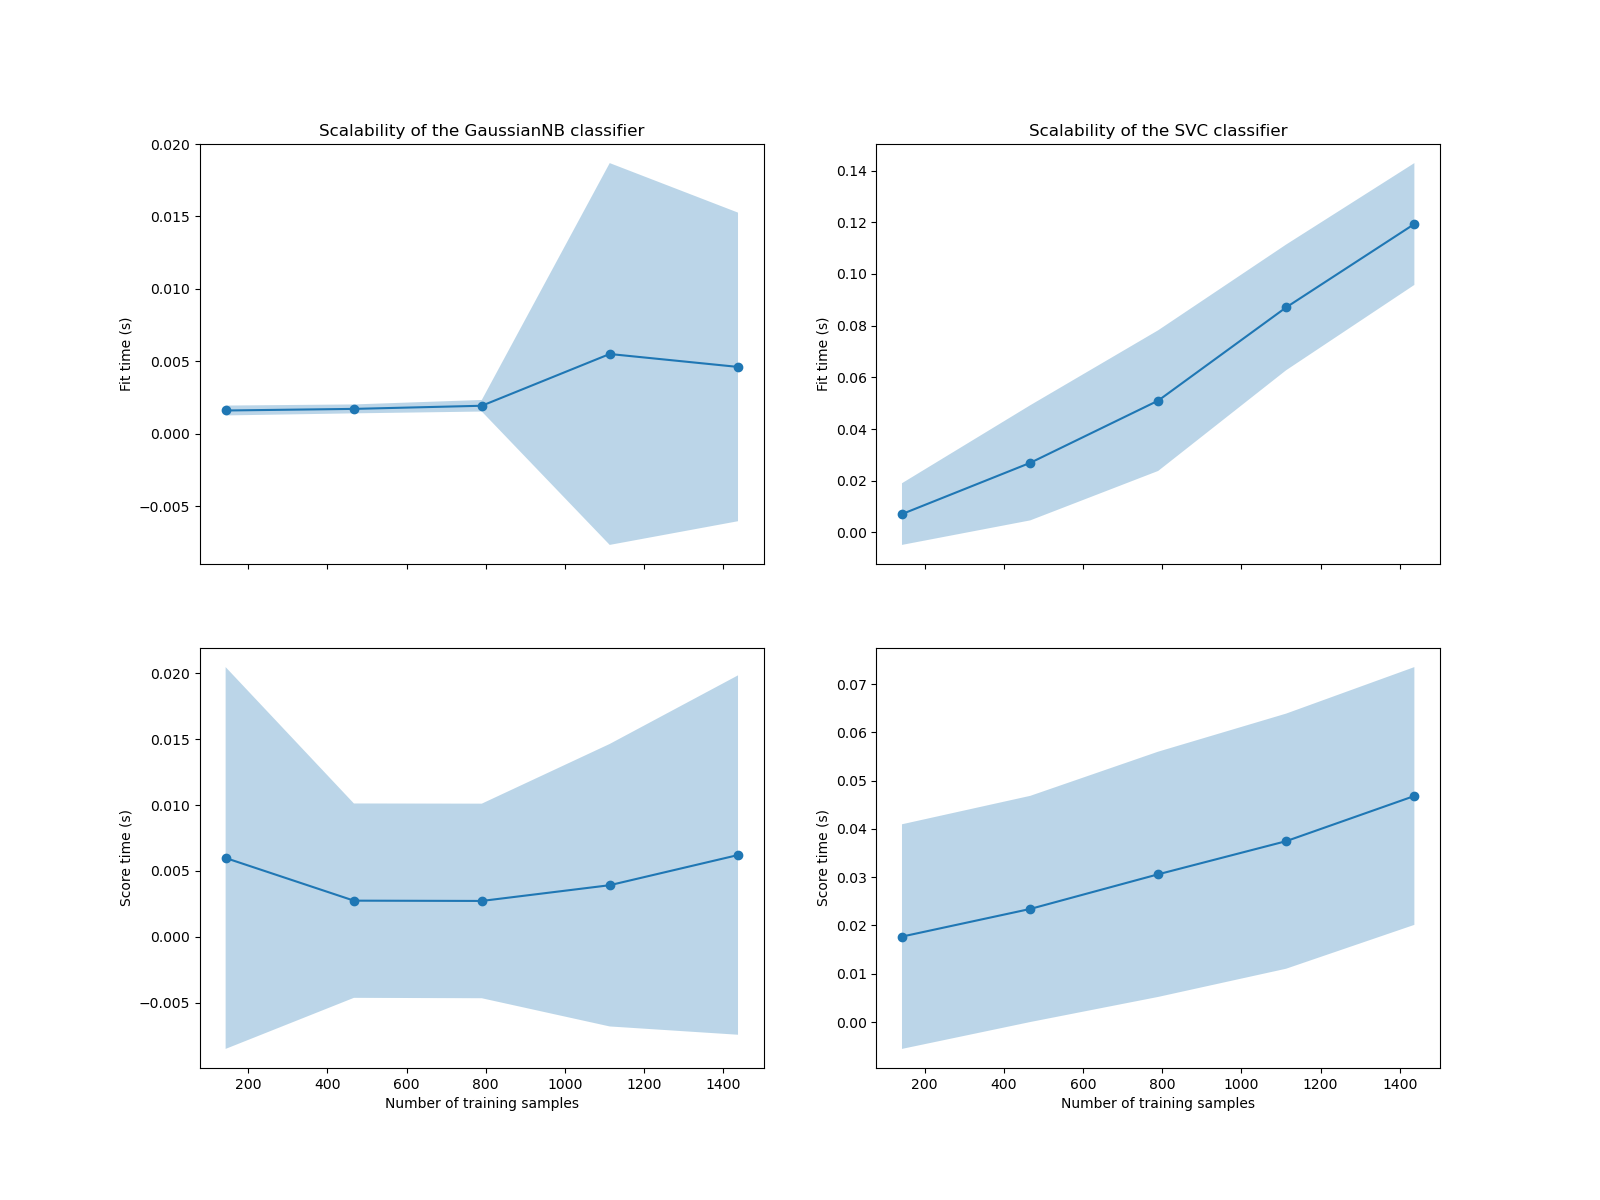 Scalability of the GaussianNB classifier
0.020
0.015
0.010
0.005
0.000
−0.005
Fit time (s)
Scalability of the SVC classifier
0.14
0.12
0.10
0.08
0.06
0.04
0.02
0.00
Fit time (s)
0.020
0.015
0.010
0.005
0.000
−0.005
Score time (s)
200 400 600 800 1000 1200 1400
Number of training samples
0.07
0.06
0.05
0.04
0.03
0.02
0.01
0.00
Score time (s)
200 400 600 800 1000 1200 1400
Number of training samples